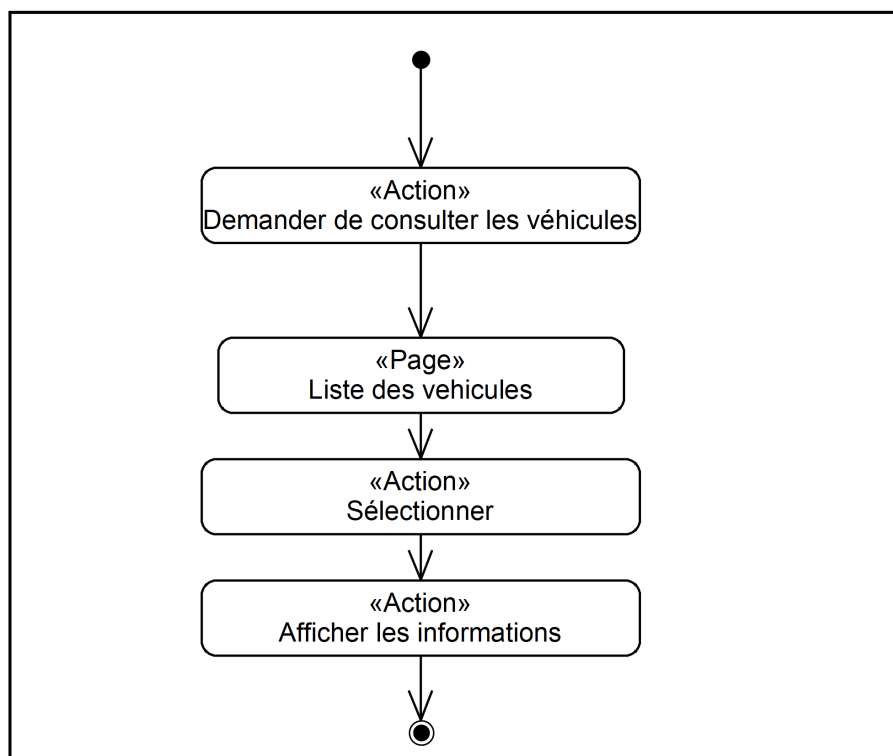 «Action»
Demander de consulter les véhicules
«Page»
Liste des vehicules
«Action»
Sélectionner
«Action»
Afficher les informations